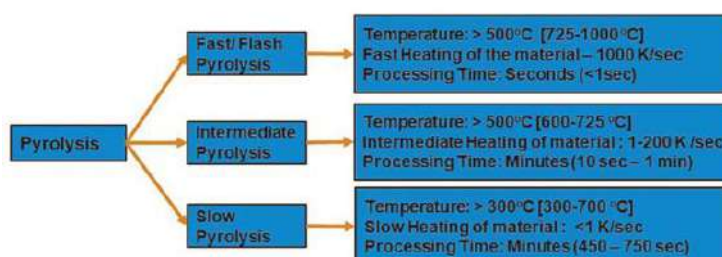 Fast/Flash
Pyrolysis
Temperature: > 500°C [725-1000 °C]
Fast Heating of the material – 1000 K/sec
Processing Time: Seconds (<1sec)
Pyrolysis
Intermediate
Pyrolysis
Temperature: > 500°C [600-725 °C]
Intermediate Heating of material : 1-200 K /sec
Processing Time: Minutes (10 sec – 1 min)
Slow
Pyrolysis
Temperature: > 300°C [300-700 °C]
Slow Heating of material : <1 K/sec
Processing Time: Minutes (450 – 750 sec)